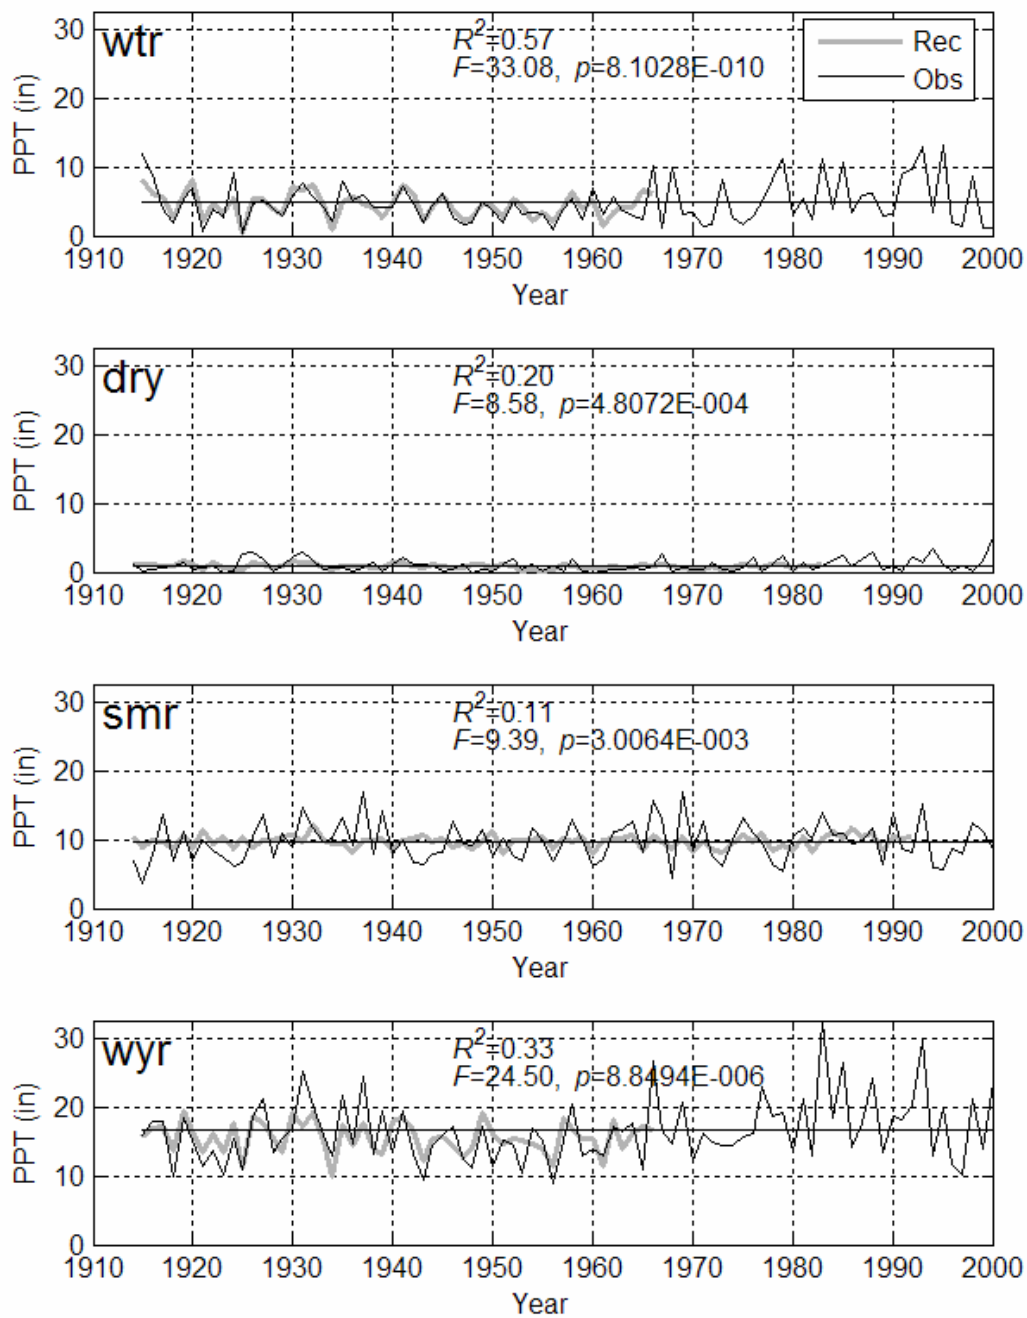 wtr
R²=0.57
F=33.08, p=8.1028E-010
Rec
Obs
PPT (in)
30
20
10
0
1910 1920 1930 1940 1950 1960 1970 1980 1990 2000
Year
dry
R²=0.20
F=8.58, p=4.8072E-004
PPT (in)
30
20
10
0
1910 1920 1930 1940 1950 1960 1970 1980 1990 2000
Year
smr
R²=0.11
F=9.39, p=3.0064E-003
PPT (in)
30
20
10
0
1910 1920 1930 1940 1950 1960 1970 1980 1990 2000
Year
wyr
R²=0.33
F=24.50, p=8.8494E-006
PPT (in)
30
20
10
0
1910 1920 1930 1940 1950 1960 1970 1980 1990 2000
Year